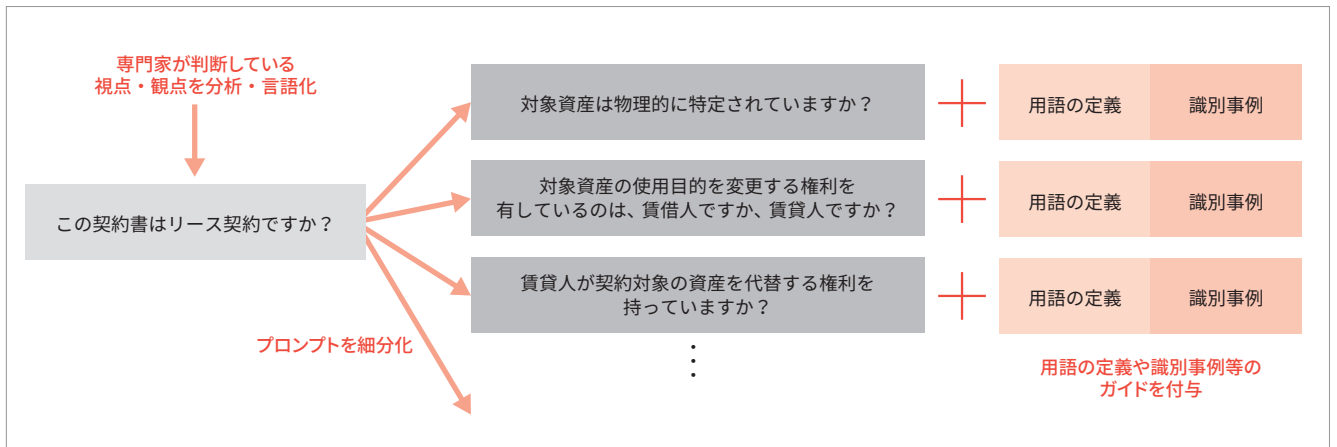 専門家が判断している
視点・観点を分析・言語化
この契約書はリース契約ですか？
プロンプトを細分化
対象資産は物理的に特定されていますか？
用語の定義
識別事例
対象資産の使用目的を変更する権利を
有しているのは、賃借人ですか、賃貸人ですか？
用語の定義
識別事例
賃貸人が契約対象の資産を代替する権利を
持っていますか？
用語の定義
識別事例
用語の定義や識別事例等の
ガイドを付与